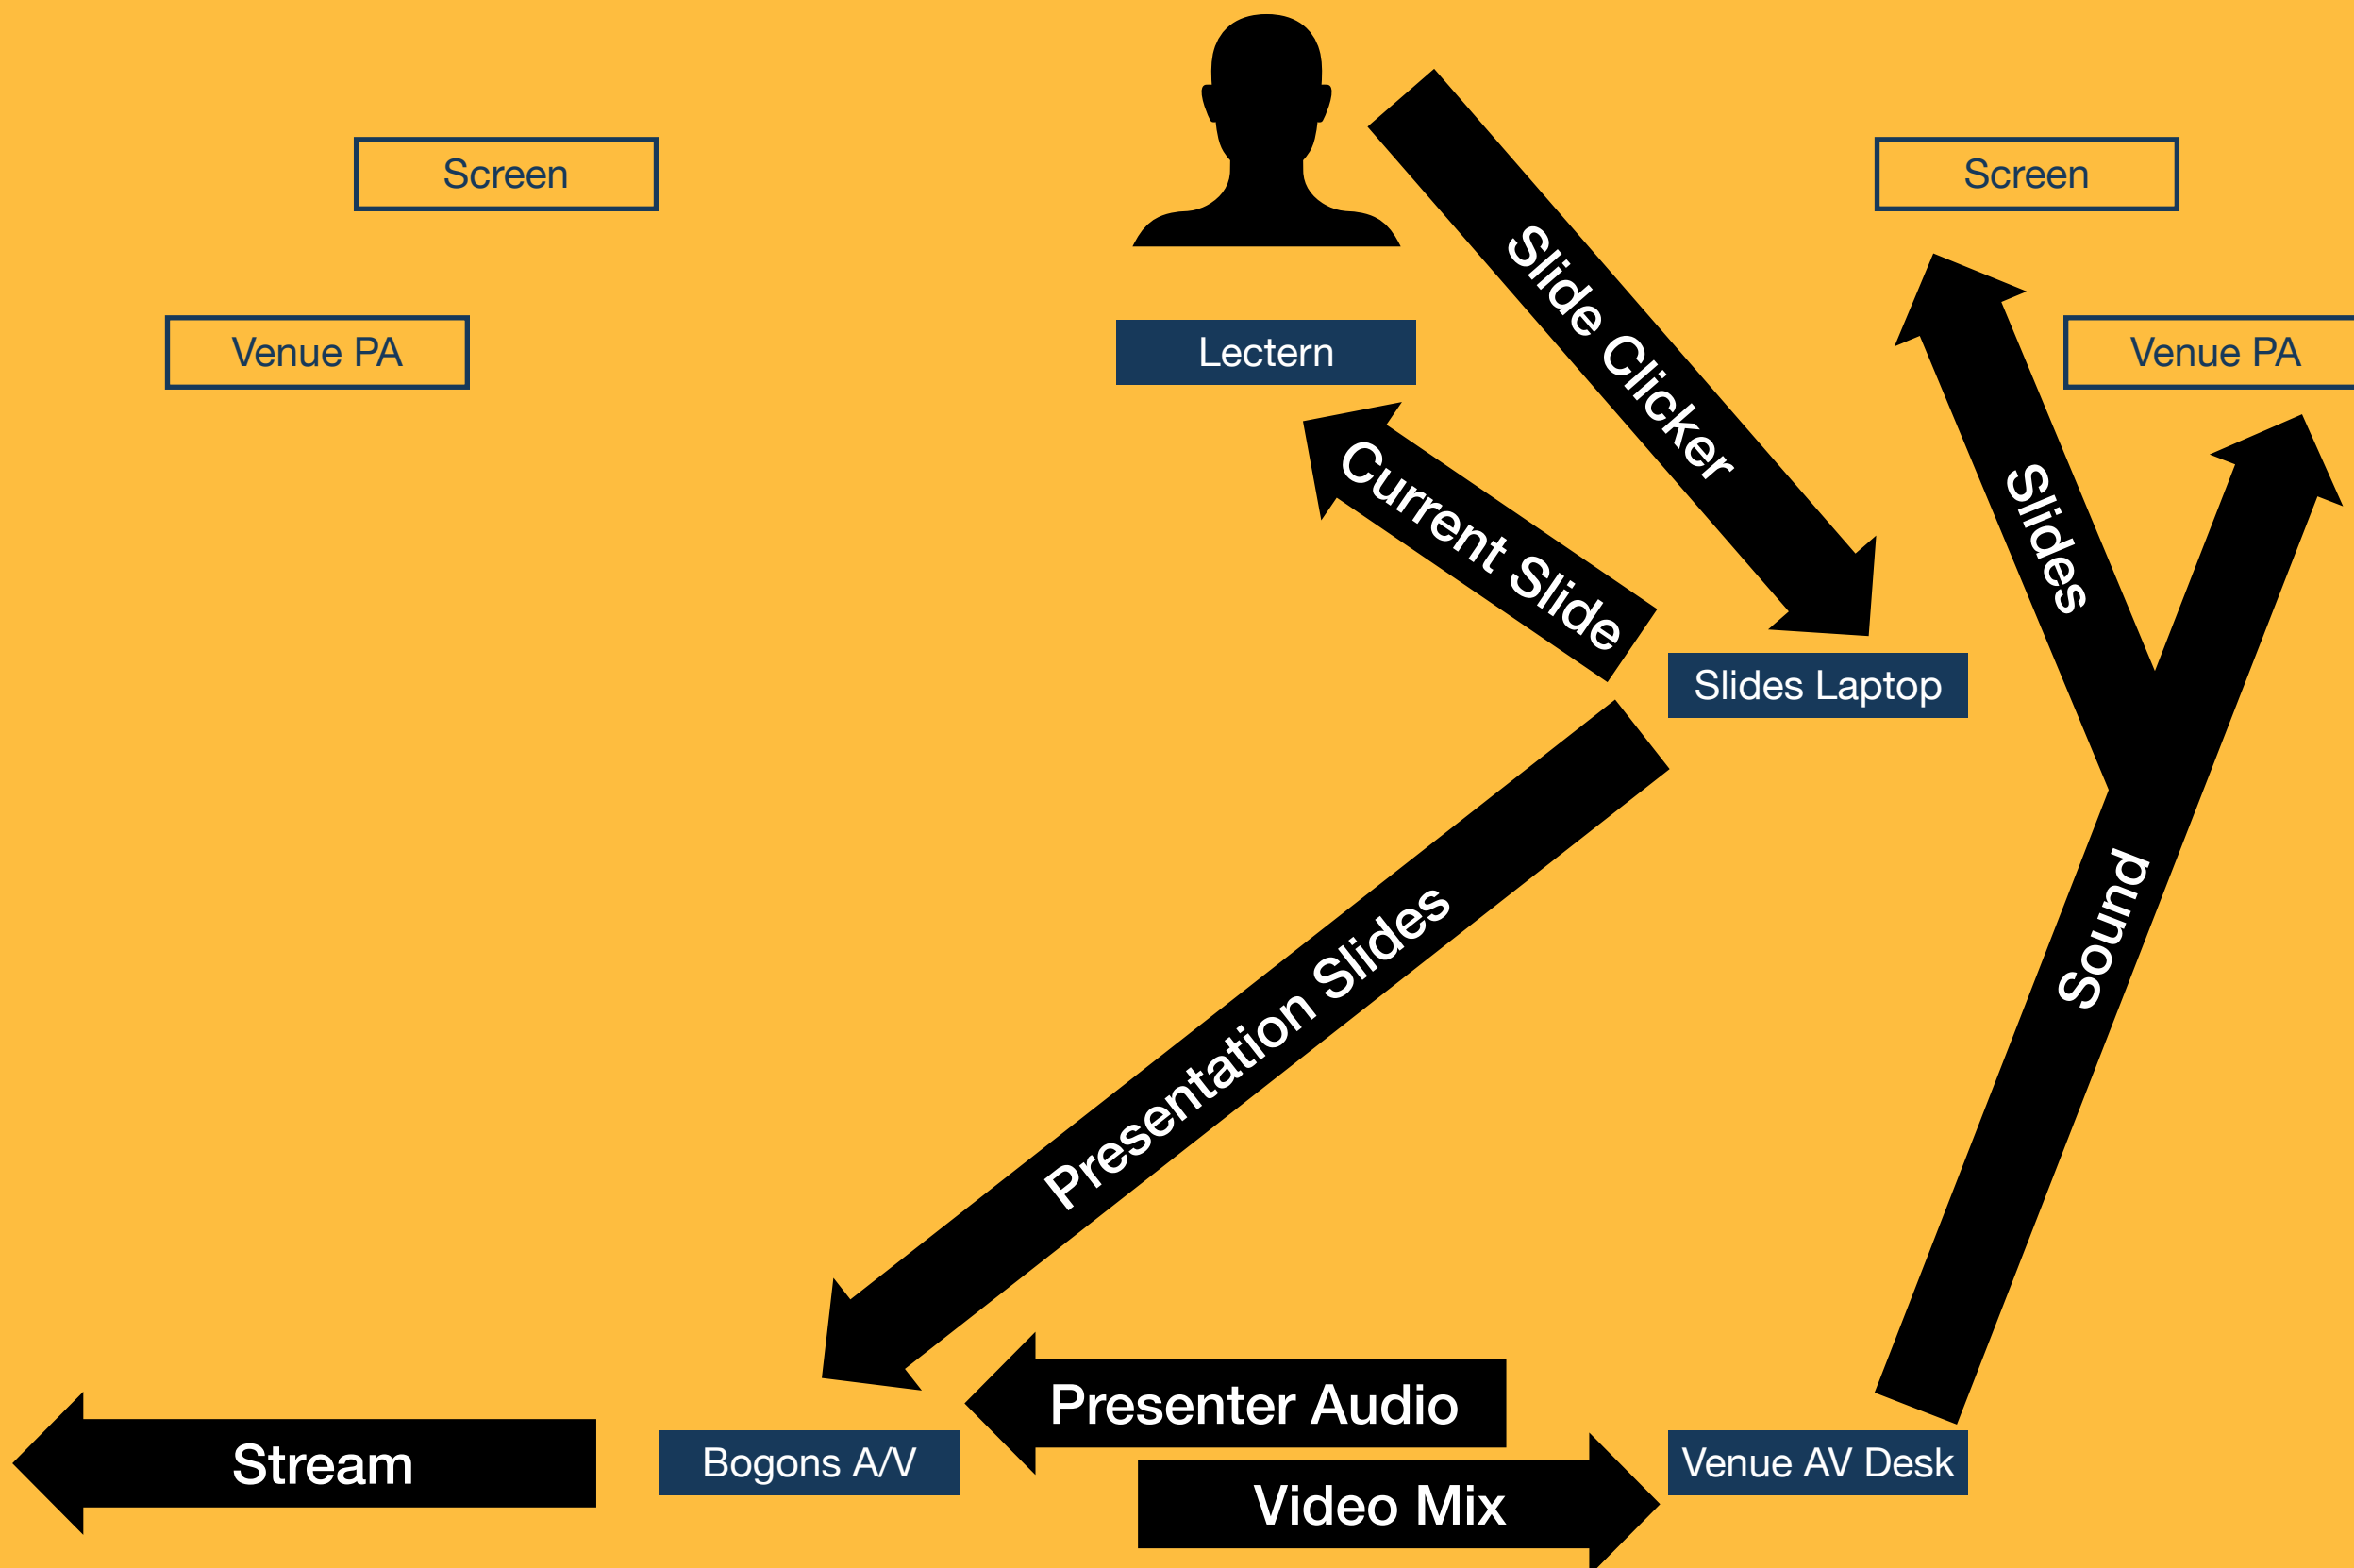 Screen
Screen
Venue PA
Lectern
Venue PA
Slide Clicker
Current Slide
Slides
Slides Laptop
Sound
Presentation Slides
Presenter Audio
Stream
Bogons A/V
Venue AV Desk
Video Mix